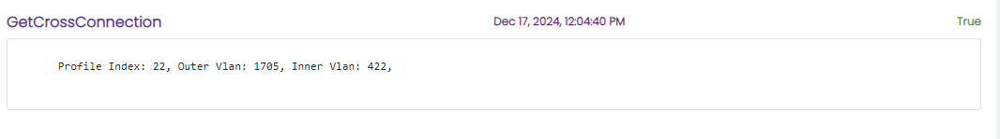 GetCrossConnection Dec 17, 2024, 12:04:40 PM True
Profile Index: 22, Outer Vlan: 1705, Inner Vlan: 422,